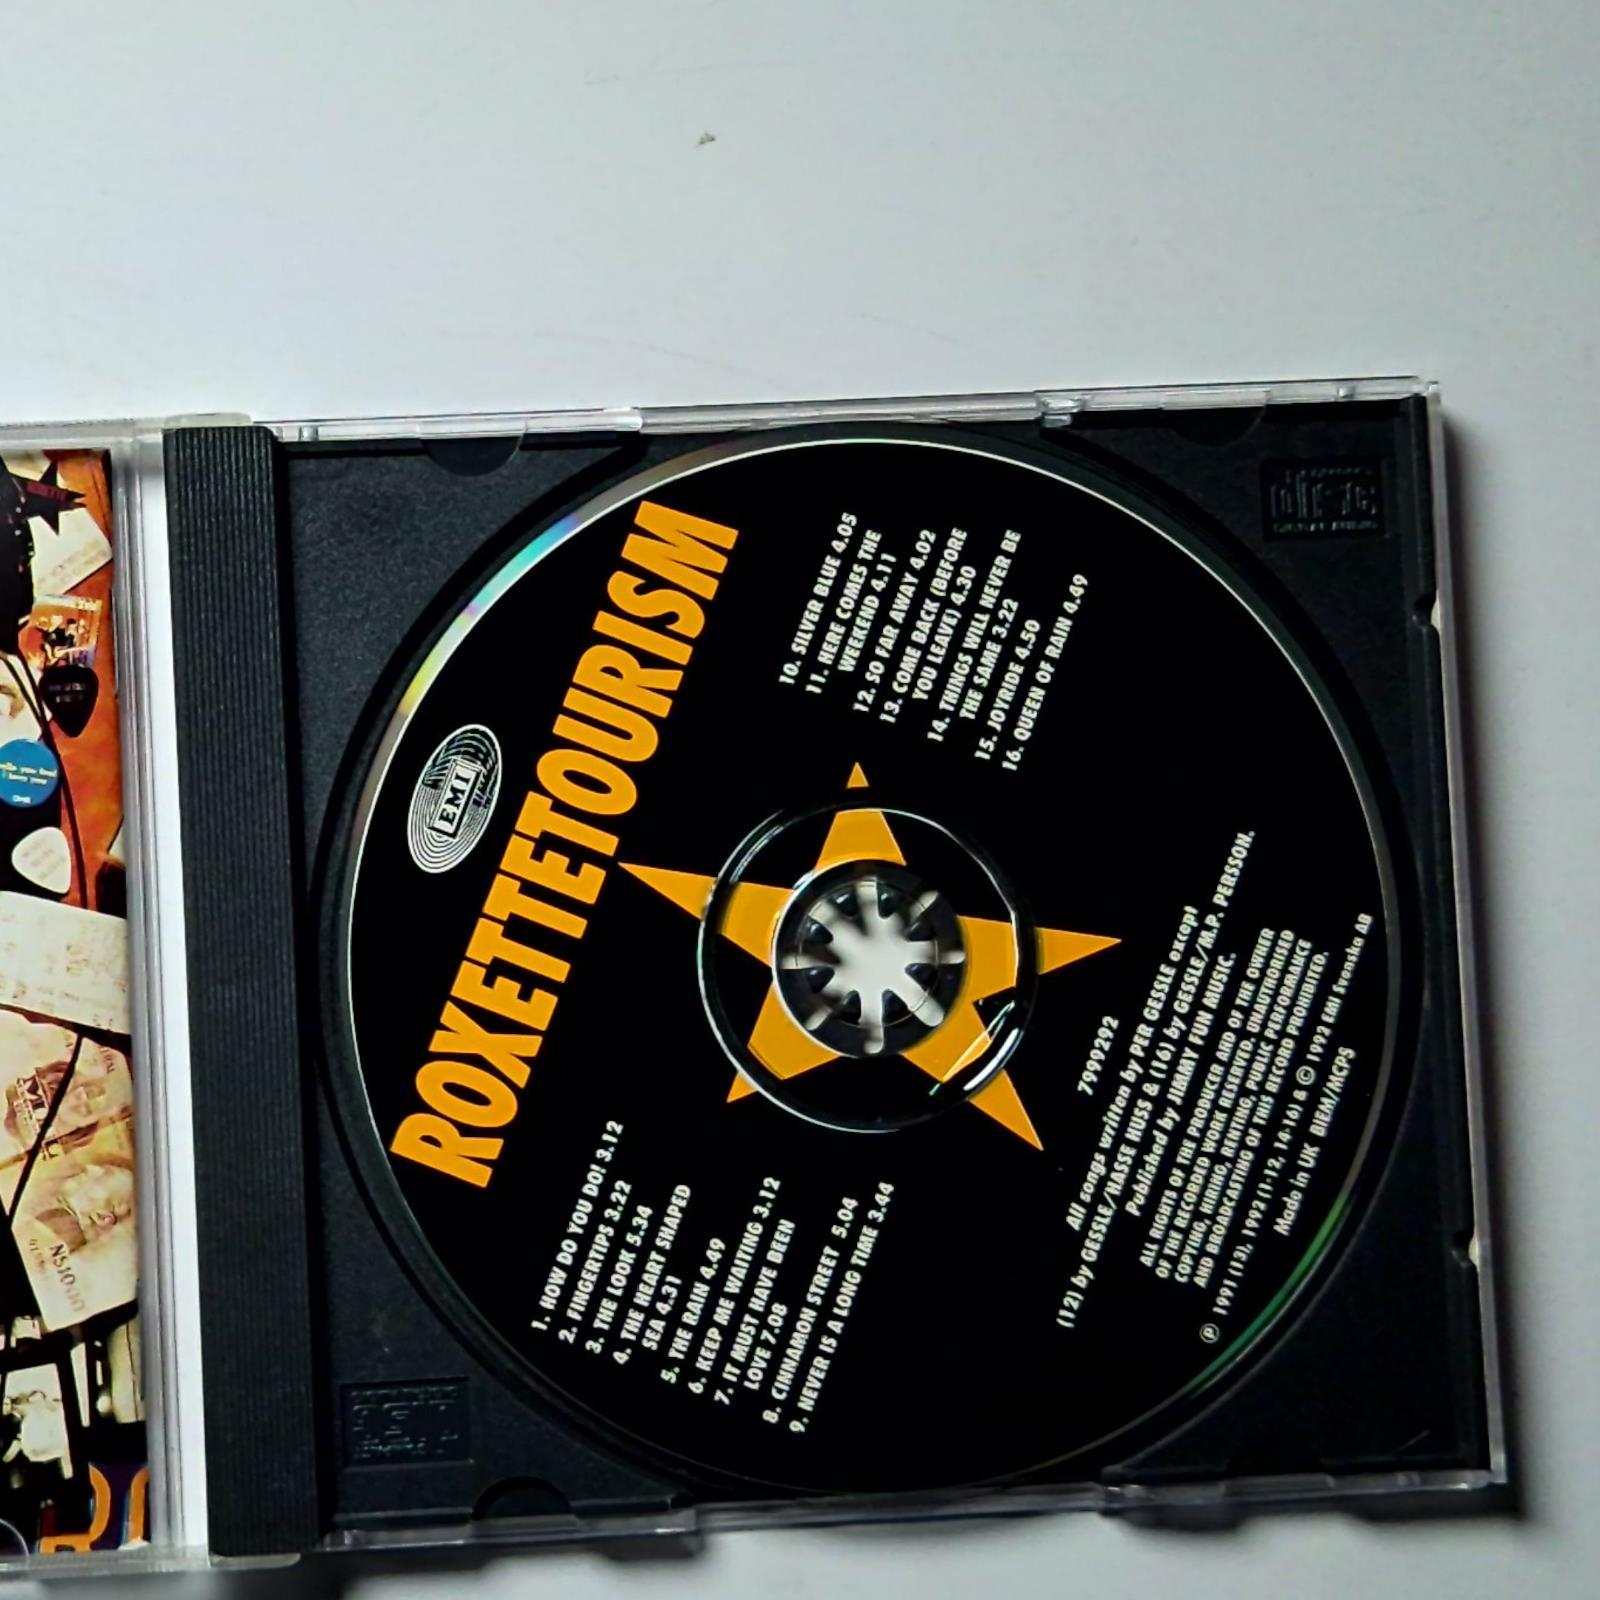 ROXETTETOURISM
EMI
1. HOW DO YOU DO! 3.12
2. FINGERTIPS 3.22
3. THE LOOK 5.34
4. THE HEART SHAPED
SEA 4.31
5. THE RAIN 4.49
6. KEEP ME WAITING 3.12
7. IT MUST HAVE BEEN
LOVE 7.08
8. CINNAMON STREET 5.04
9. NEVER IS A LONG TIME 3.44
10. SILVER BLUE 4.05
11. HERE COMES THE
WEEKEND 4.11
12. SO FAR AWAY 4.02
13. COME BACK (BEFORE
YOU LEAVE) 4.30
14. THINGS WILL NEVER BE
THE SAME 3.22
15. JOYRIDE 4.50
16. QUEEN OF RAIN 4.49
7999292
All songs written by PER GESSLE except
(12) by GESSLE/NASSE HUSS & (16) by GESSLE/M.P. PERSON.
Published by JIMMY FUN MUSIC.
ALL RIGHTS OF THE PRODUCER AND OF THE OWNER
OF THE RECORDED WORK RESERVED. UNAUTHORISED
COPYING, HIRING, RENTING, PUBLIC PERFORMANCE
AND BROADCASTING OF THIS RECORD PROHIBITED.
℗ 1991 (13), 1992 (1-12, 14-16) & © 1992 EMI Svenska AB
Made in UK BIEM/MCPS
disc